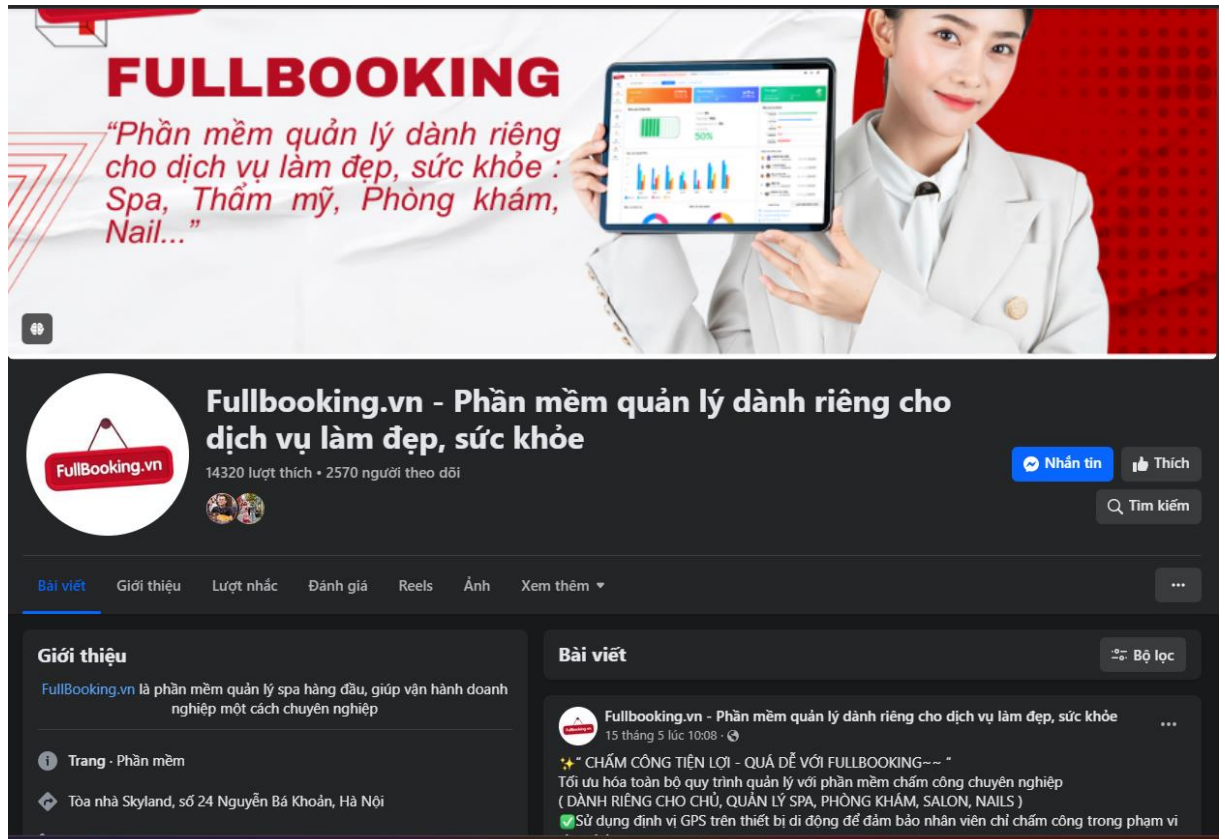 FULLBOOKING
“Phần mềm quản lý dành riêng
cho dịch vụ làm đẹp, sức khỏe :
Spa, Thẩm mỹ, Phòng khám,
Nail...”
FullBooking.vn
Fullbooking.vn - Phần mềm quản lý dành riêng cho
dịch vụ làm đẹp, sức khỏe
14320 lượt thích • 2570 người theo dõi
Nhắn tin
Thích
Tìm kiếm
Bài viết Giới thiệu Lượt nhắc Đánh giá Reels Ảnh Xem thêm
Giới thiệu
FullBooking.vn là phần mềm quản lý spa hàng đầu, giúp vận hành doanh
nghiệp một cách chuyên nghiệp
Trang · Phần mềm
Tòa nhà Skyland, số 24 Nguyễn Bá Khoản, Hà Nội
Bài viết
Bộ lọc
Fullbooking.vn - Phần mềm quản lý dành riêng cho dịch vụ làm đẹp, sức khỏe
15 tháng 5 lúc 10:08 ·
✨“ CHẤM CÔNG TIỆN LỢI - QUÁ DỄ VỚI FULLBOOKING~~ “
Tối ưu hóa toàn bộ quy trình quản lý với phần mềm chấm công chuyên nghiệp
( DÀNH RIÊNG CHO CHỦ, QUẢN LÝ SPA, PHÒNG KHÁM, SALON, NAILS )
✅Sử dụng định vị GPS trên thiết bị di động để đảm bảo nhân viên chỉ chấm công trong phạm vi